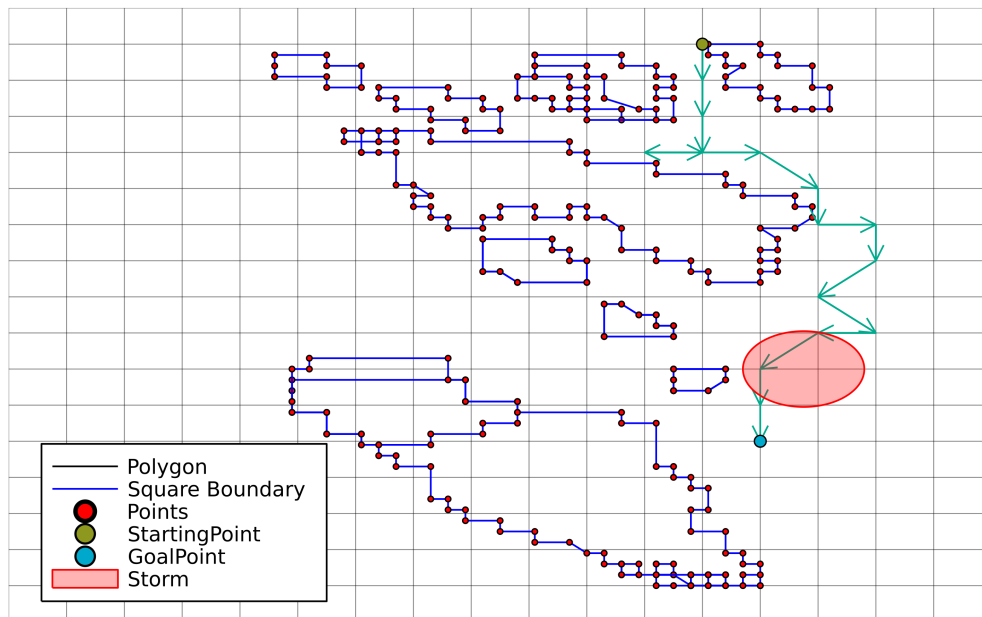 Polygon
Square Boundary
Points
StartingPoint
GoalPoint
Storm